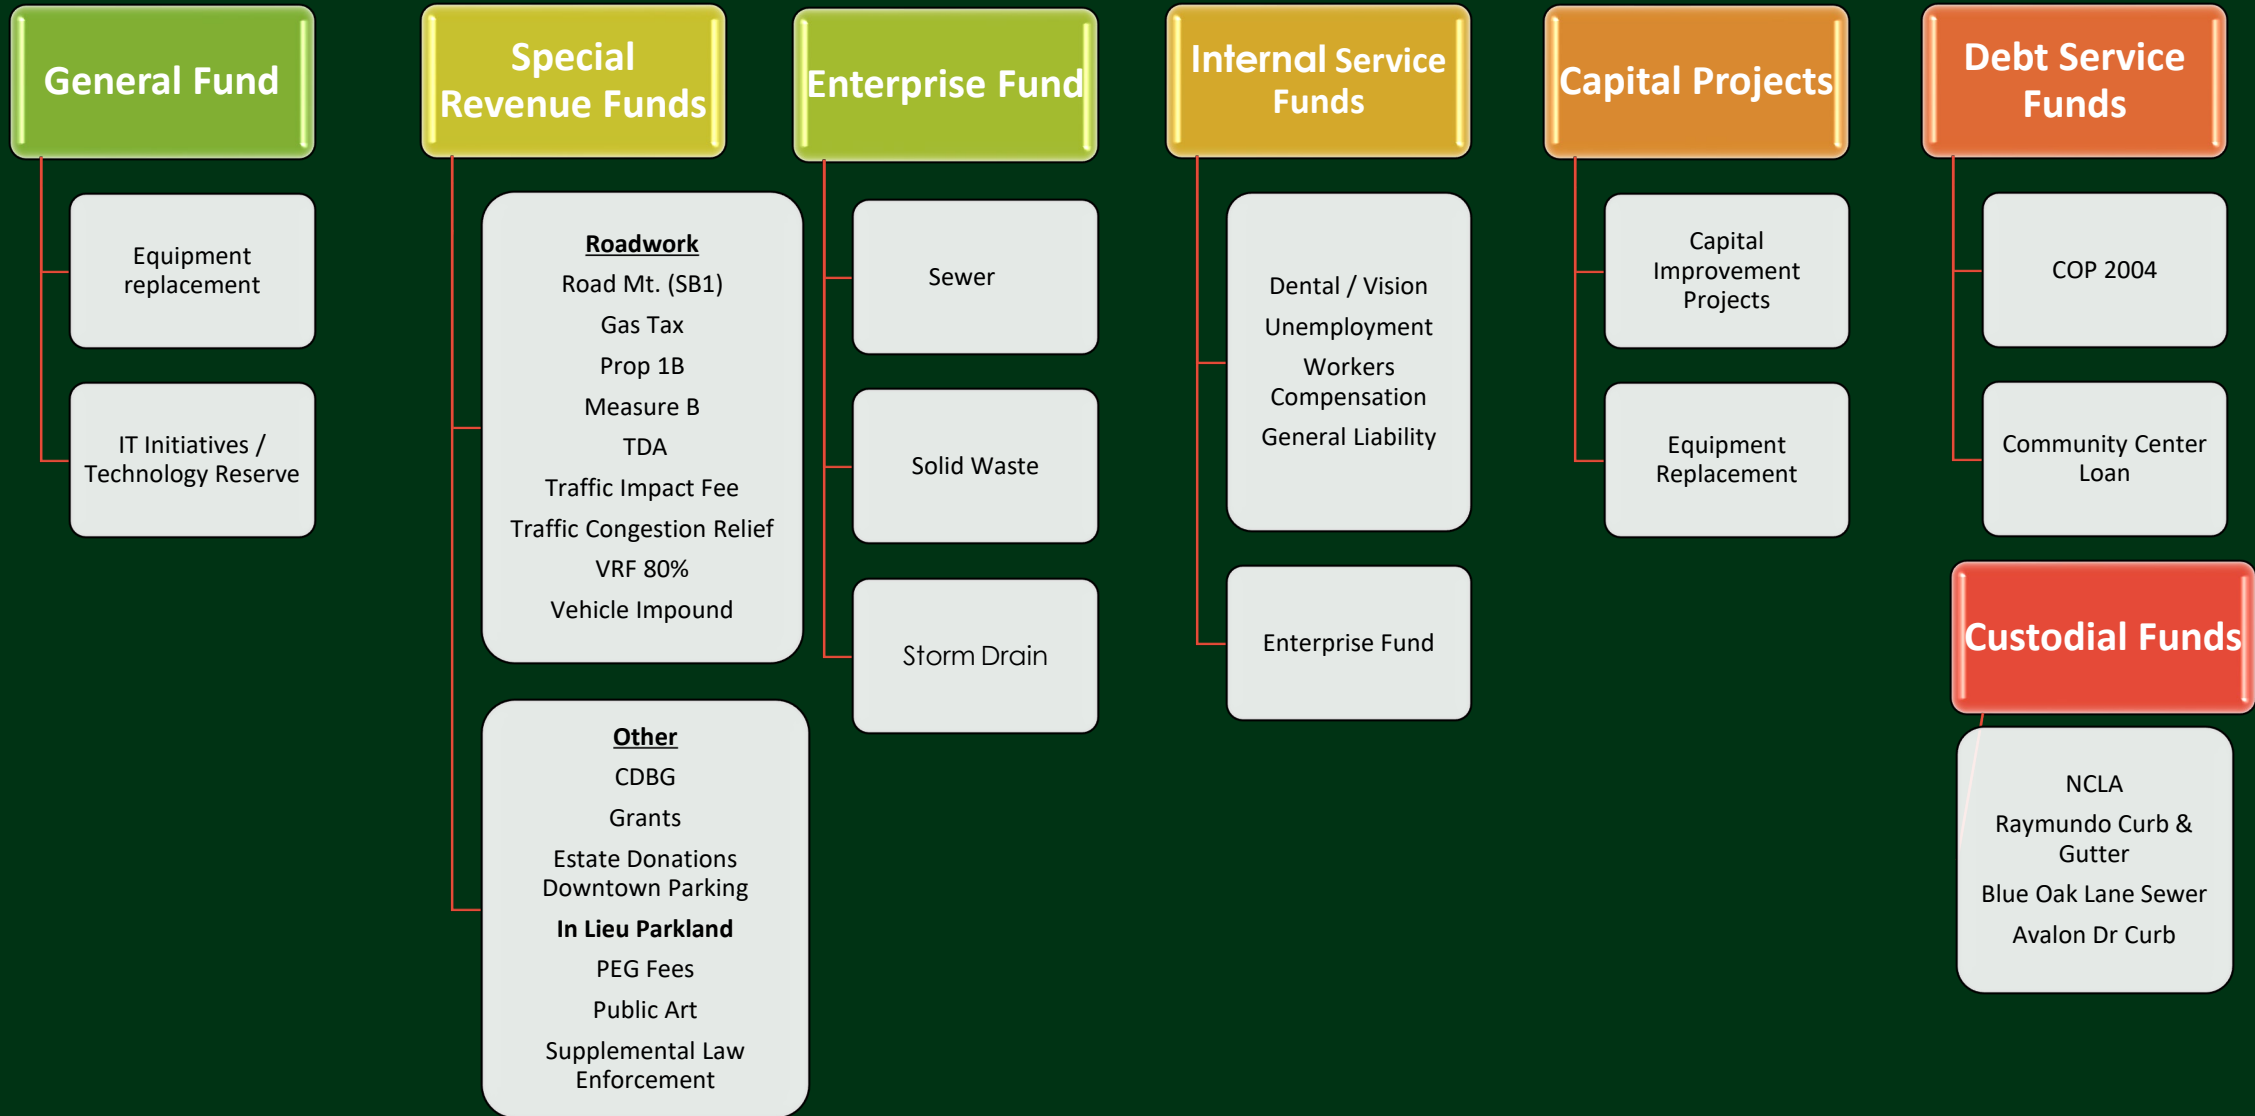 General Fund
Equipment
replacement
IT Initiatives /
Technology Reserve
Special
Revenue Funds
Roadwork
Road Mt. (SB1)
Gas Tax
Prop 1B
Measure B
TDA
Traffic Impact Fee
Traffic Congestion Relief
VRF 80%
Vehicle Impound
Other
CDBG
Grants
Estate Donations
Downtown Parking
In Lieu Parkland
PEG Fees
Public Art
Supplemental Law
Enforcement
Enterprise Fund
Sewer
Solid Waste
Storm Drain
Internal Service
Funds
Dental / Vision
Unemployment
Workers
Compensation
General Liability
Enterprise Fund
Capital Projects
Capital
Improvement
Projects
Equipment
Replacement
Debt Service
Funds
COP 2004
Community Center
Loan
Custodial Funds
NCLA
Raymundo Curb &
Gutter
Blue Oak Lane Sewer
Avalon Dr Curb